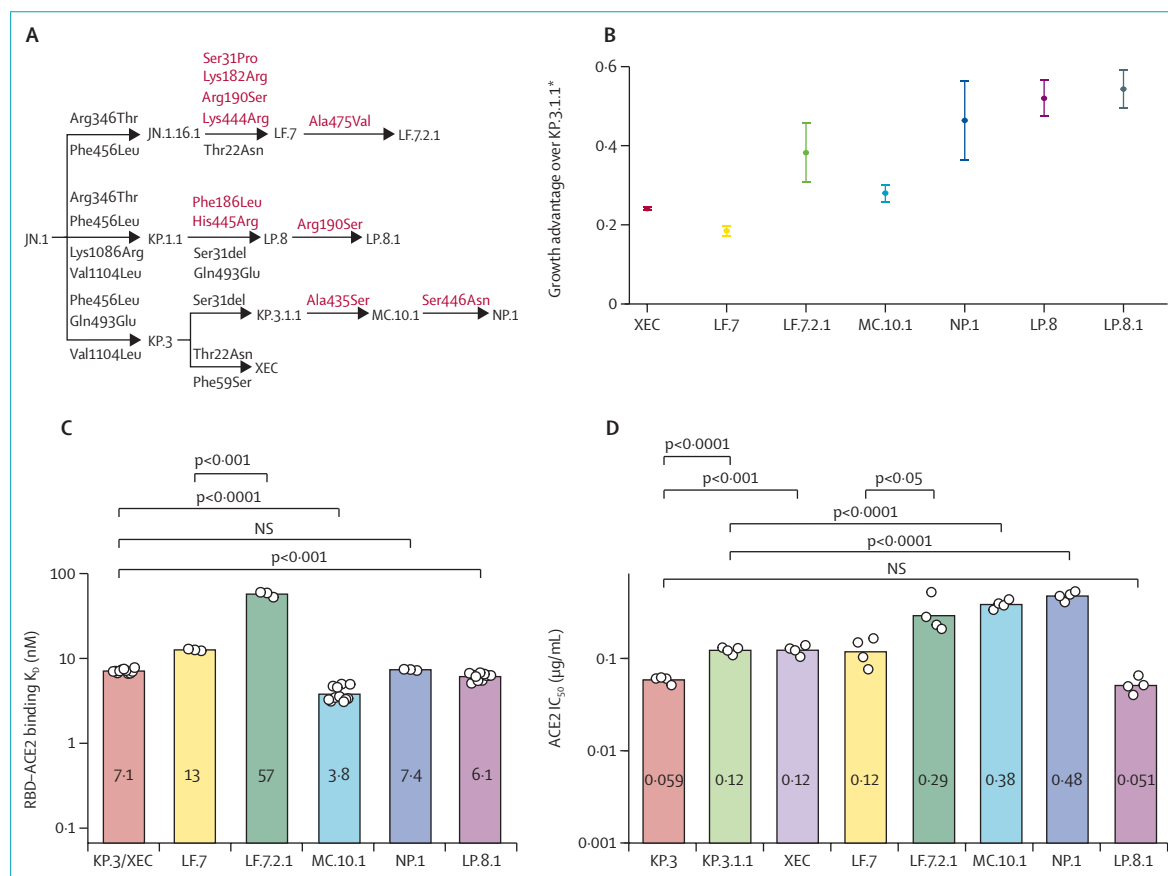 A
Ser31Pro
Lys182Arg
Arg190Ser
Lys444Arg
Arg346Thr
Phe456Leu
JN.1.16.1
Thr22Asn
LF.7
Ala475Val
LF.7.2.1
Arg346Thr
Phe456Leu
Lys1086Arg
Val1104Leu
JN.1
KP.1.1
Phe186Leu
His445Arg
Ser31del
Gln493Glu
LP.8
Arg190Ser
LP.8.1
Phe456Leu
Gln493Glu
Val1104Leu
KP.3
Ser31del
KP.3.1.1
Ala435Ser
MC.10.1
Ser446Asn
NP.1
Thr22Asn
Phe59Ser
XEC
B
Growth advantage over KP.3.1.1*
0·6
0·4
0·2
0
XEC LF.7 LF.7.2.1 MC.10.1 NP.1 LP.8 LP.8.1
C
p<0·001
p<0·0001
NS
p<0·001
RBD–ACE2 binding KD (nM)
100
10
1
0·1
7·1 13 57 3·8 7·4 6·1
KP.3/XEC LF.7 LF.7.2.1 MC.10.1 NP.1 LP.8.1
D
p<0·0001
p<0·001
p<0·05
p<0·0001
p<0·0001
NS
ACE2 IC50 (µg/mL)
0·1
0·01
0·001
0·059 0·12 0·12 0·12 0·29 0·38 0·48 0·051
KP.3 KP.3.1.1 XEC LF.7 LF.7.2.1 MC.10.1 NP.1 LP.8.1